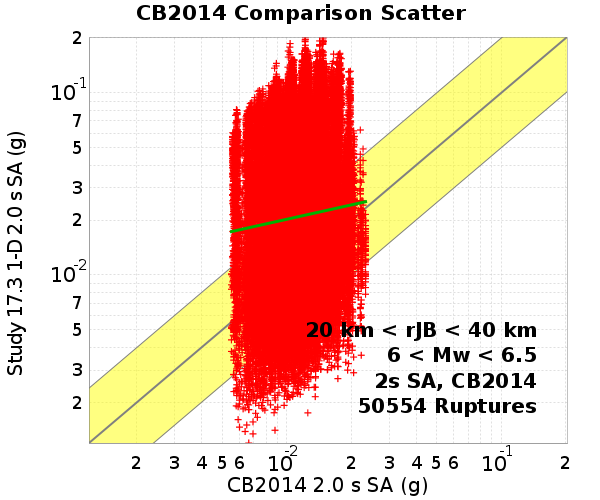 CB2014 Comparison Scatter
Study 17.3 1-D 2.0 s SA (g)
2
10⁻¹
7
5
3
2
10⁻²
7
5
3
2
20 km < rJB < 40 km
6 < Mw < 6.5
2s SA, CB2014
50554 Ruptures
2 3 4 5 6 10⁻² 2 3 4 5 6 10⁻¹ 2
CB2014 2.0 s SA (g)